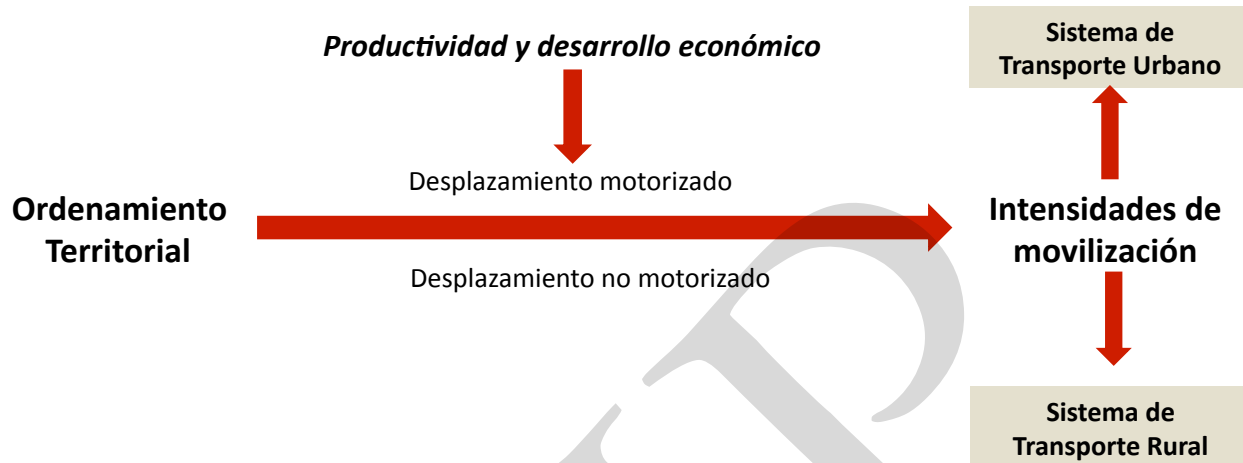 Productividad y desarrollo económico
Sistema de
Transporte Urbano
Desplazamiento motorizado
Ordenamiento
Territorial
Intensidades de
movilización
Desplazamiento no motorizado
Sistema de
Transporte Rural